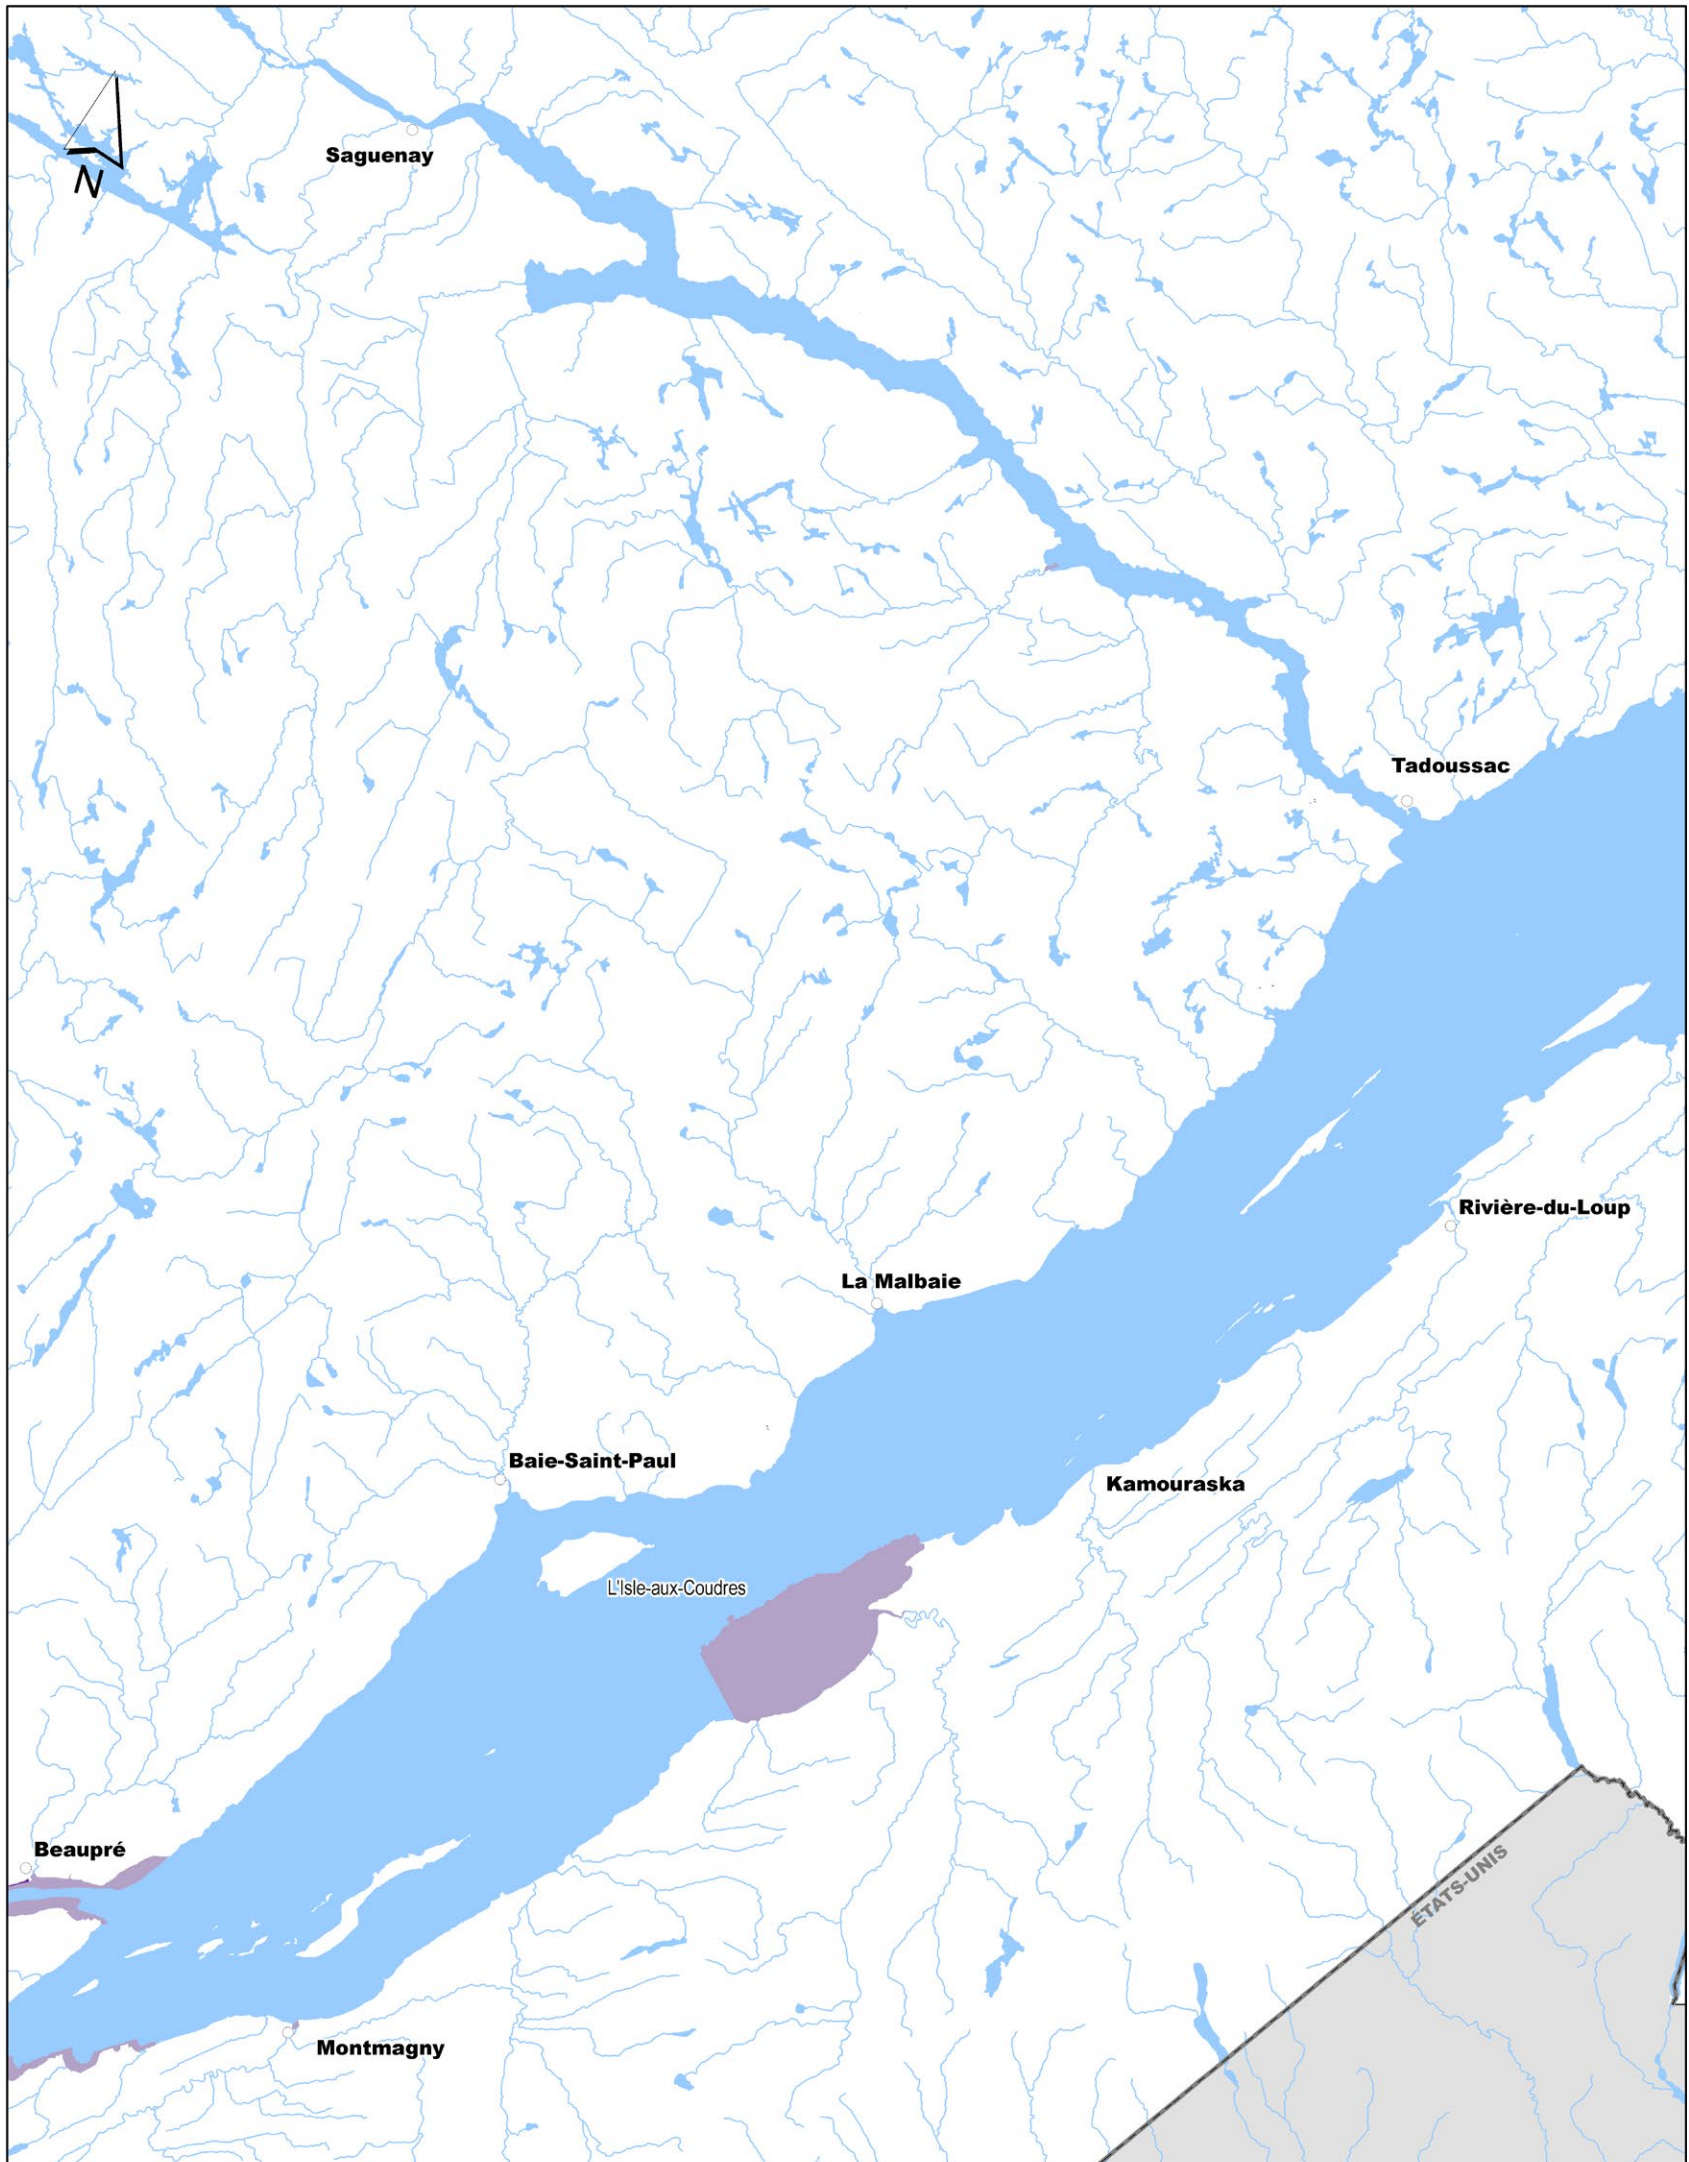 N
Saguenay
Tadoussac
Rivière-du-Loup
La Malbaie
Baie-Saint-Paul
Kamouraska
L'Isle-aux-Coudres
Beaupré
ÉTATS-UNIS
Montmagny